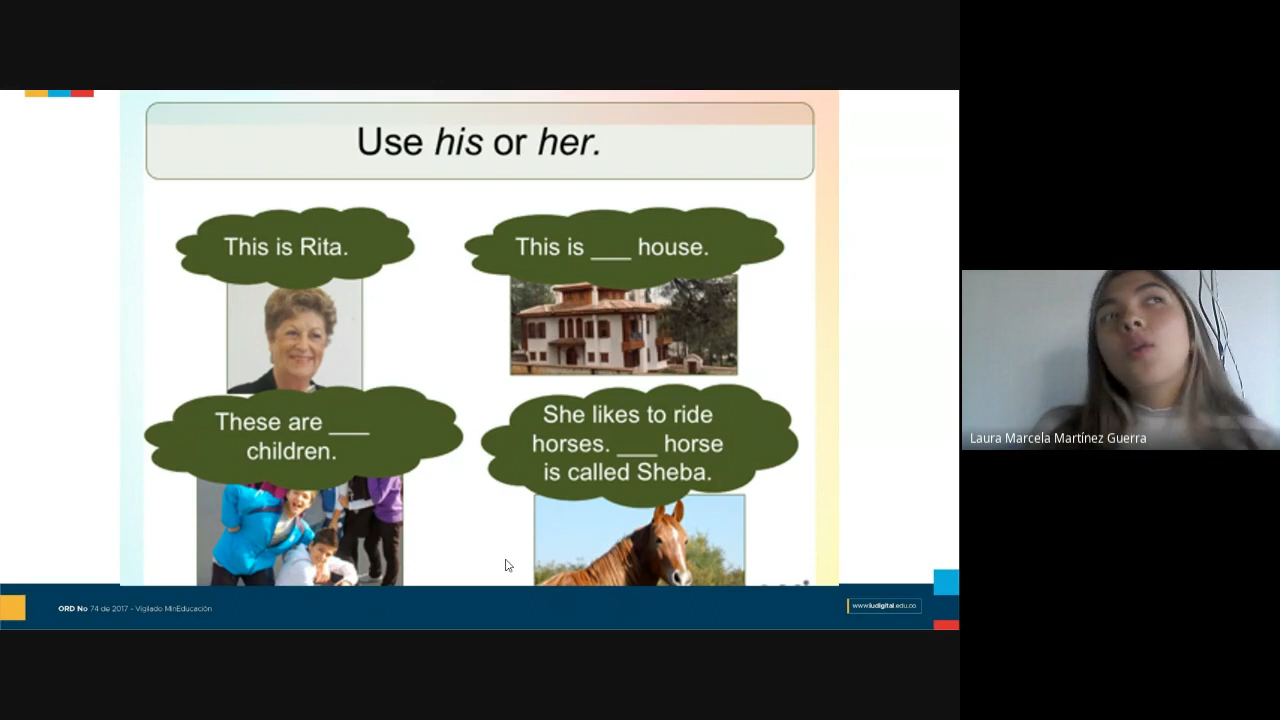 Use his or her.
This is Rita.
This is ___ house.
These are ___
children.
She likes to ride
horses. ___ horse
is called Sheba.
Laura Marcela Martínez Guerra
ORD No 74 de 2017 - Vigilado MinEducación
www.iudigital.edu.co